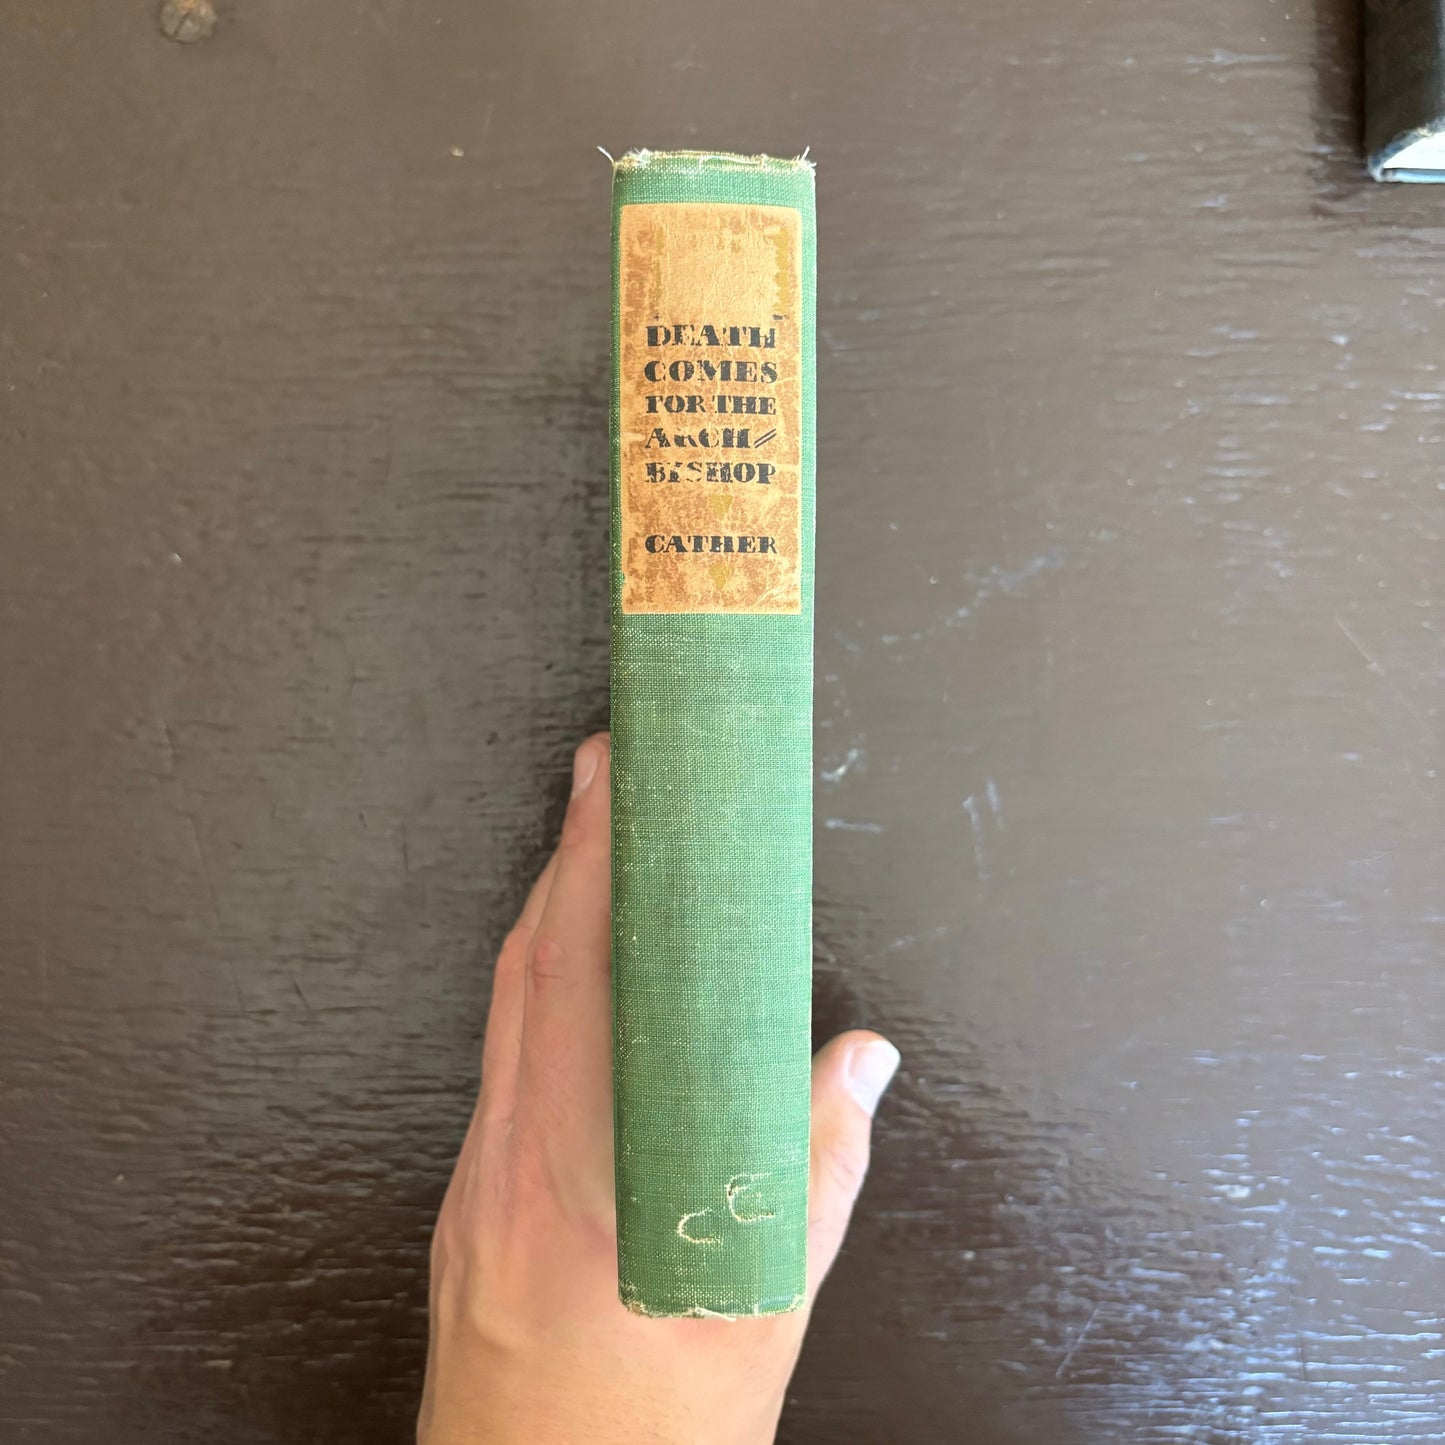 DEATH
COMES
FOR THE
ARCH=
BISHOP
CATHER
C E